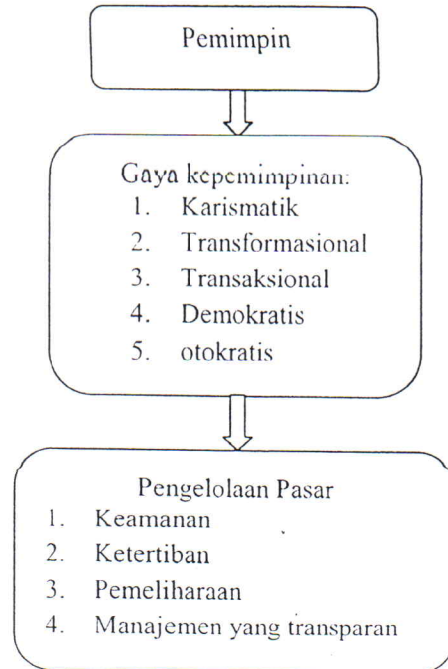 Pemimpin
Gaya kepemimpinan:
1. Karismatik
2. Transformasional
3. Transaksional
4. Demokratis
5. otokratis
Pengelolaan Pasar
1. Keamanan
2. Ketertiban
3. Pemeliharaan
4. Manajemen yang transparan